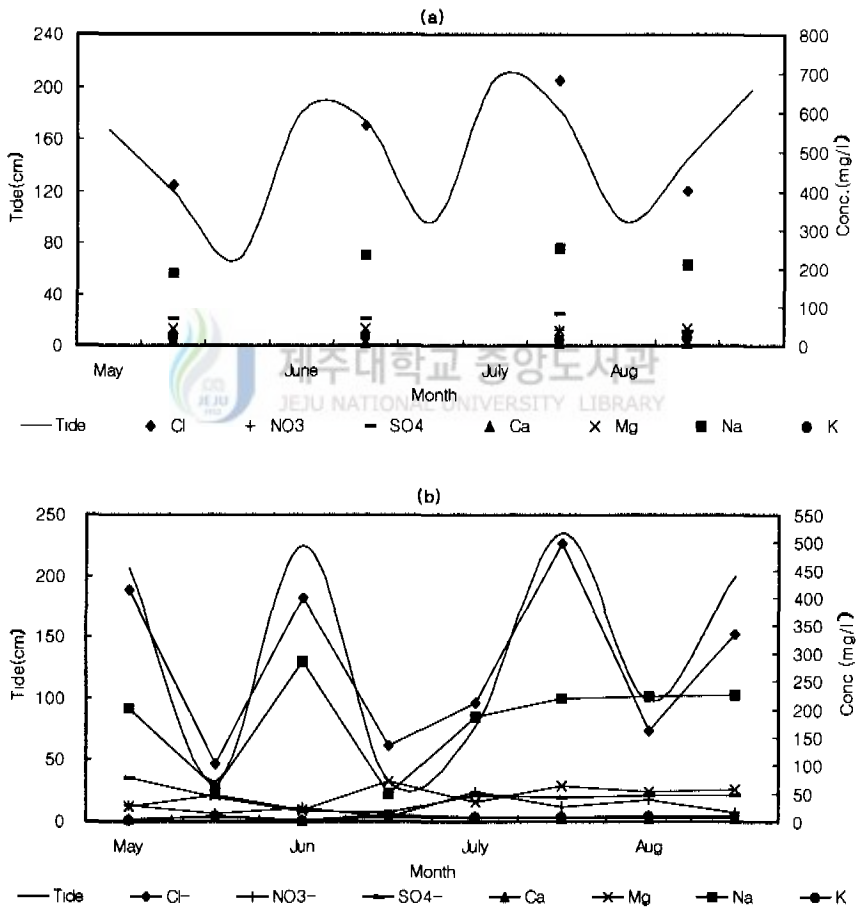 (a)
240
200
160
120
80
40
0
Tide(cm)
800
700
600
500
400
300
200
100
0
Conc.(mg/l)
May June July Aug
Month
제주대학교 중앙도서관
JEJU NATIONAL UNIVERSITY LIBRARY
JEJU
Tide Cl NO3 SO4 Ca Mg Na K
(b)
250
200
150
100
50
0
Tide(cm)
550
500
450
400
350
300
250
200
150
100
50
0
Conc (mg/l)
May Jun July Aug
Month
Tide Cl- NO3- SO4- Ca Mg Na K